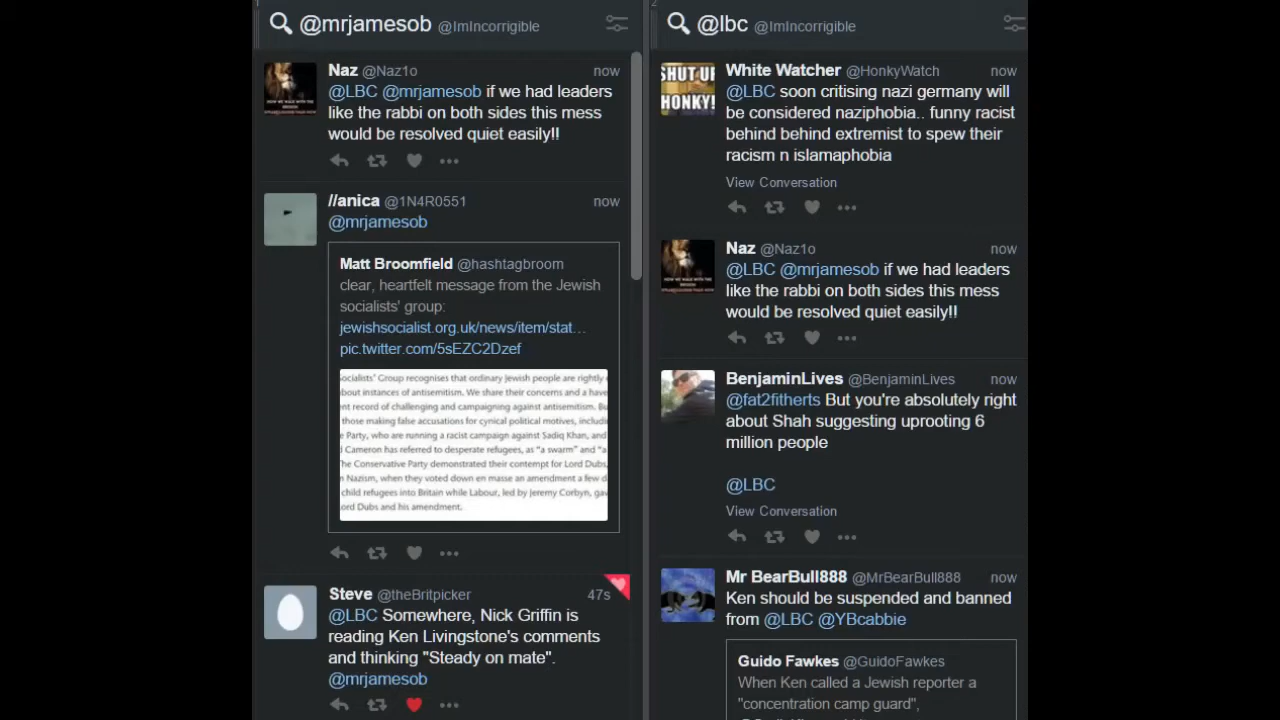 1
@mrjamesob @ImIncorrigible
Naz @Naz1o now
@LBC @mrjamesob if we had leaders
like the rabbi on both sides this mess
would be resolved quiet easily!!
//anica @1N4R0551 now
@mrjamesob
Matt Broomfield @hashtagbroom
clear, heartfelt message from the Jewish
socialists' group:
jewishsocialist.org.uk/news/item/stat…
pic.twitter.com/5sEZC2Dzef
Socialists' Group recognises that ordinary Jewish people are rightly
about instances of antisemitism. We share their concerns and a have
nt record of challenging and campaigning against antisemitism. Bu
those making false accusations for cynical political motives, includi
e Party, who are running a racist campaign against Sadiq Khan, and
d Cameron has referred to desperate refugees, as "a swarm" and "a
The Conservative Party demonstrated their contempt for Lord Dubs,
n Nazism, when they voted down en masse an amendment a few d
child refugees into Britain while Labour, led by Jeremy Corbyn, gav
ord Dubs and his amendment.
Steve @theBritpicker 47s
@LBC Somewhere, Nick Griffin is
reading Ken Livingstone's comments
and thinking "Steady on mate".
@mrjamesob
2
@lbc @ImIncorrigible
SHUT UP
HONKY!
White Watcher @HonkyWatch now
@LBC soon critising nazi germany will
be considered naziphobia.. funny racist
behind behind extremist to spew their
racism n islamaphobia
View Conversation
Naz @Naz1o now
@LBC @mrjamesob if we had leaders
like the rabbi on both sides this mess
would be resolved quiet easily!!
BenjaminLives @BenjaminLives now
@fat2fitherts But you're absolutely right
about Shah suggesting uprooting 6
million people
@LBC
View Conversation
Mr BearBull888 @MrBearBull888 now
Ken should be suspended and banned
from @LBC @YBcabbie
Guido Fawkes @GuidoFawkes
When Ken called a Jewish reporter a
"concentration camp guard",